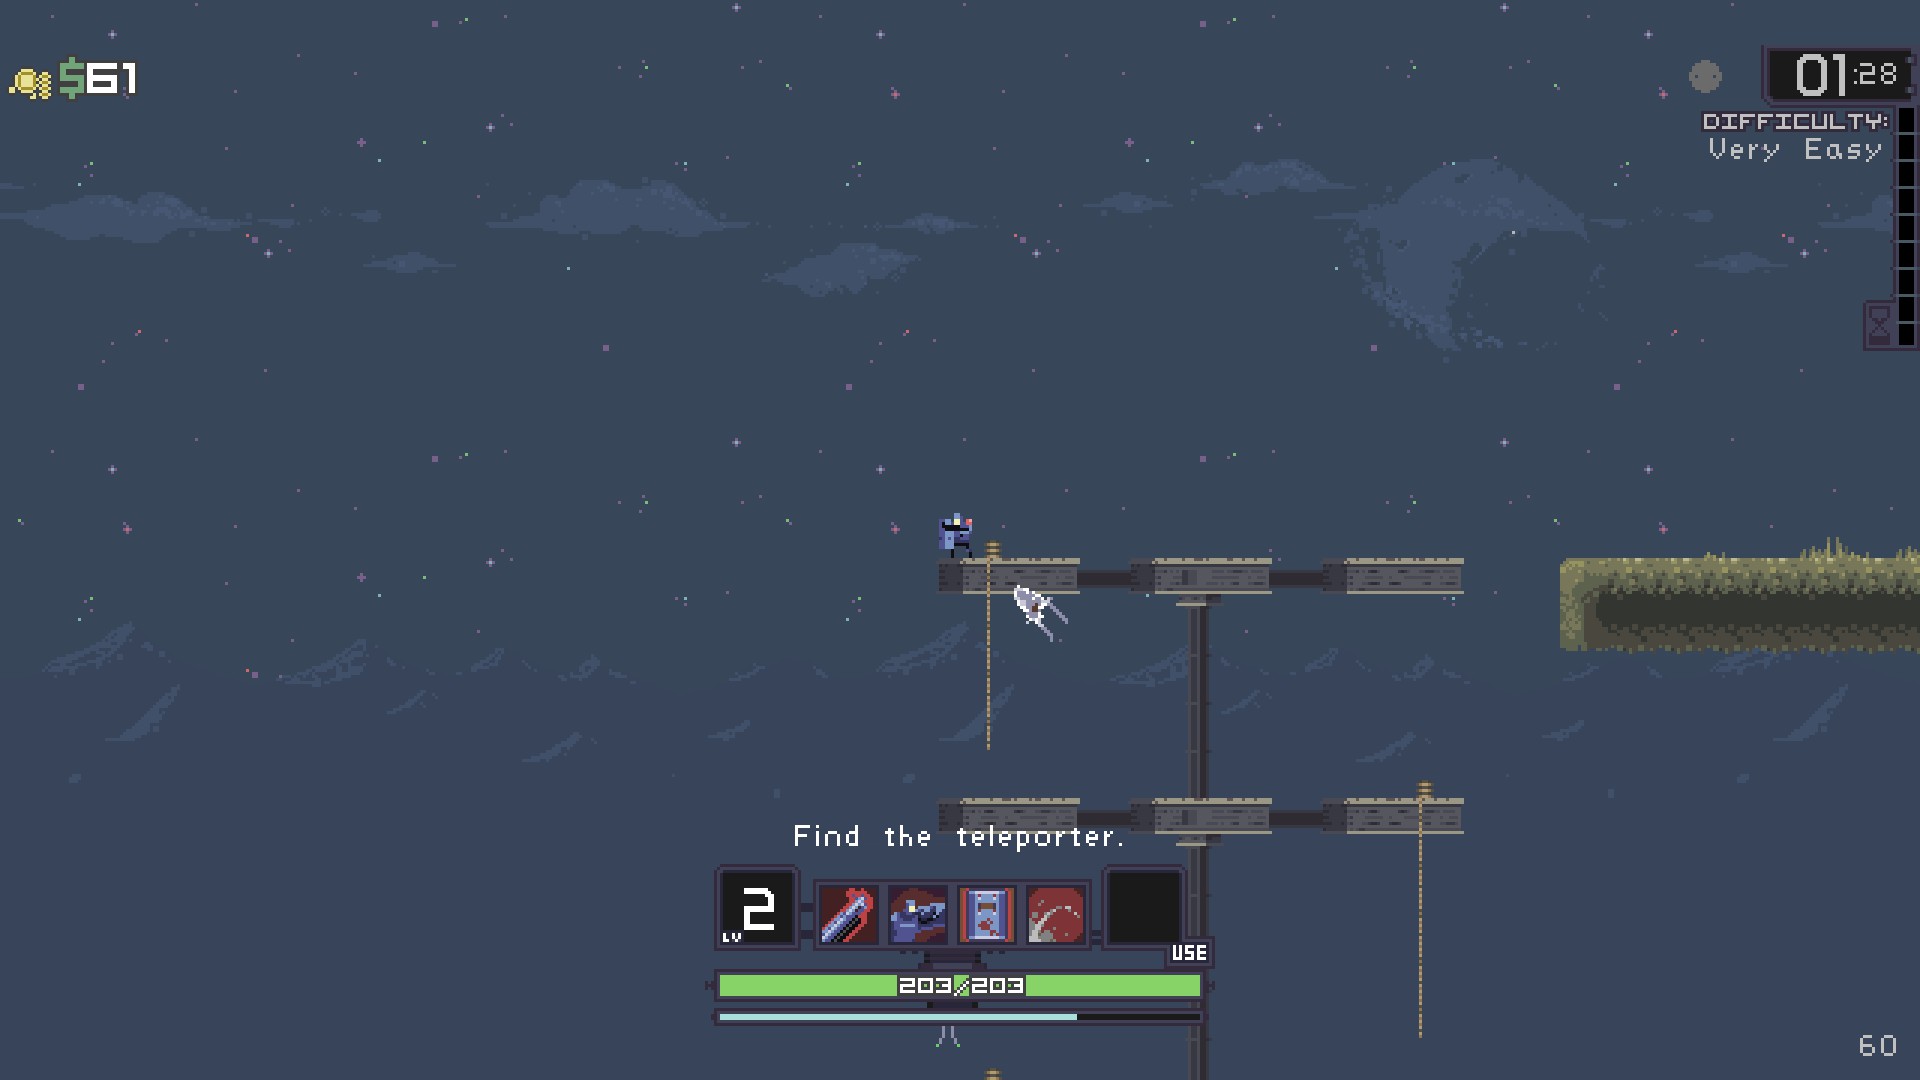 $61
01:28
DIFFICULTY:
Very Easy
Find the teleporter.
2
LV
USE
203/203
60